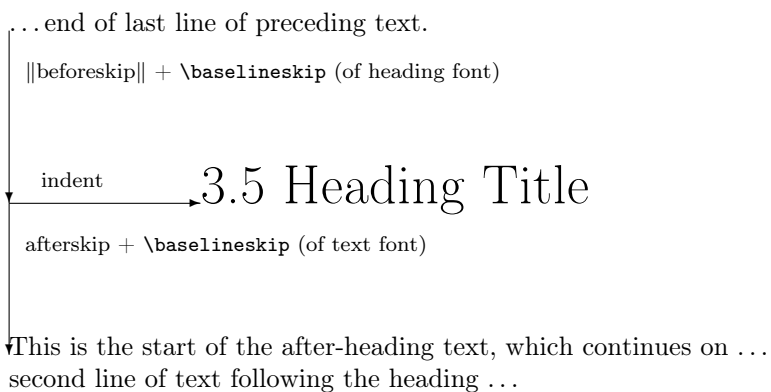 ...end of last line of preceding text.
‖beforeskip‖ + \baselineskip (of heading font)
indent
3.5 Heading Title
afterskip + \baselineskip (of text font)
This is the start of the after-heading text, which continues on ...
second line of text following the heading ...